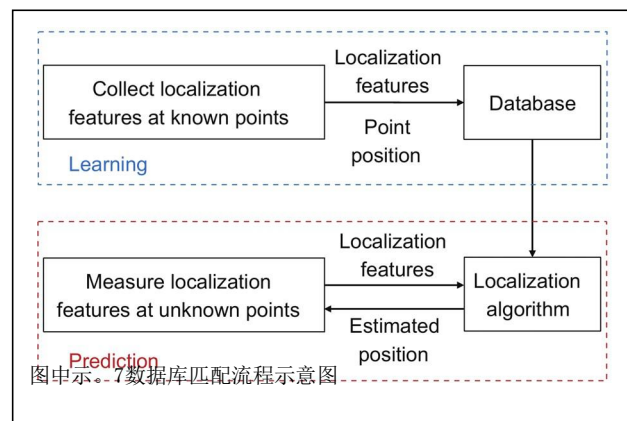 Collect localization
features at known points
Localization
features
Point
position
Database
Learning
Measure localization
features at unknown points
Localization
features
Estimated
position
Localization
algorithm
Prediction
图中示。7数据库匹配流程示意图